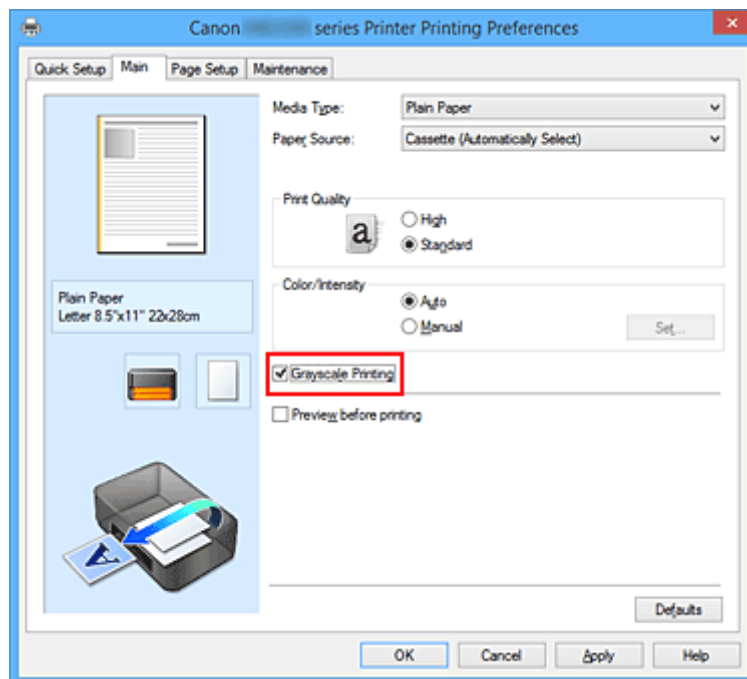 Canon series Printer Printing Preferences
Quick Setup Main Page Setup Maintenance
Media Type: Plain Paper
Paper Source: Cassette (Automatically Select)
Print Quality
a
High
Standard
Color/Intensity
Auto
Manual
Set...
Plain Paper
Letter 8.5"x11" 22x28cm
Grayscale Printing
Preview before printing
A
Defaults
OK Cancel Apply Help